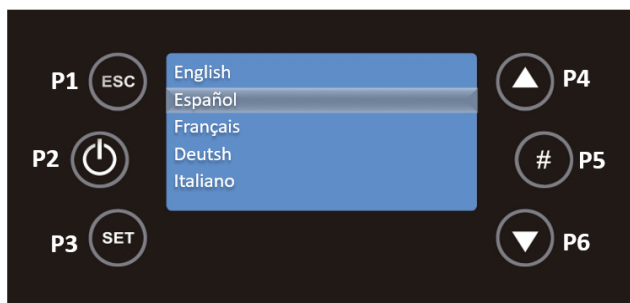 P1 ESC
English
P4
Español
Français
P2
Deutsh
# P5
Italiano
P3 SET
P6